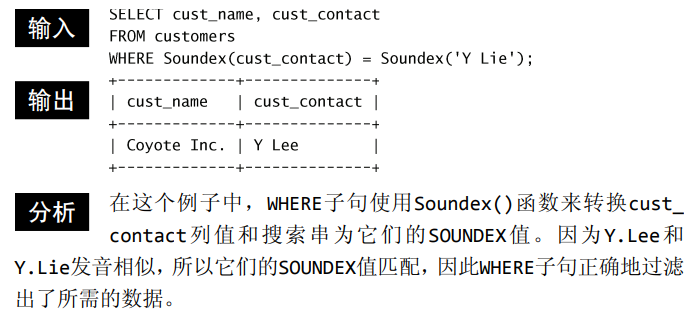 输入
SELECT cust_name, cust_contact
FROM customers
WHERE Soundex(cust_contact) = Soundex('Y Lie');
输出
+-------------+--------------+
| cust_name   | cust_contact |
+-------------+--------------+
| Coyote Inc. | Y Lee        |
+-------------+--------------+
分析
在这个例子中，WHERE子句使用Soundex()函数来转换cust_
contact列值和搜索串为它们的SOUNDEX值。因为Y.Lee和
Y.Lie发音相似，所以它们的SOUNDEX值匹配，因此WHERE子句正确地过滤
出了所需的数据。